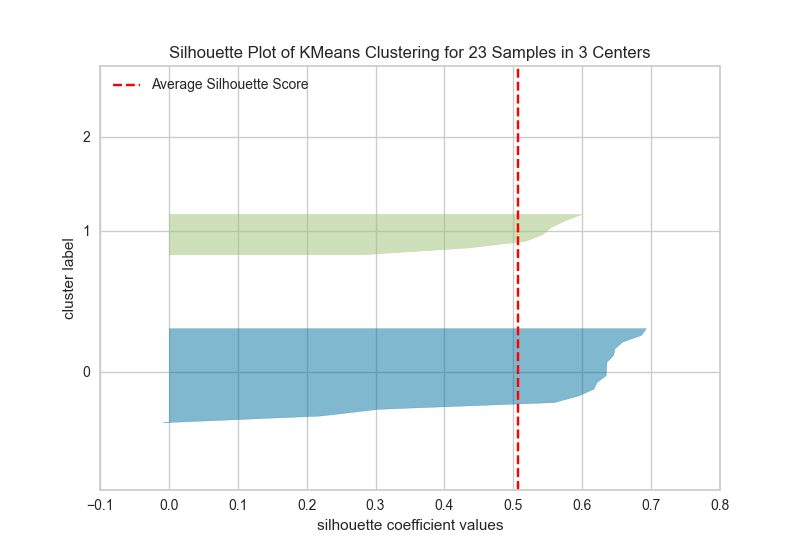 Silhouette Plot of KMeans Clustering for 23 Samples in 3 Centers
Average Silhouette Score
2
1
0
cluster label
−0.1 0.0 0.1 0.2 0.3 0.4 0.5 0.6 0.7 0.8
silhouette coefficient values